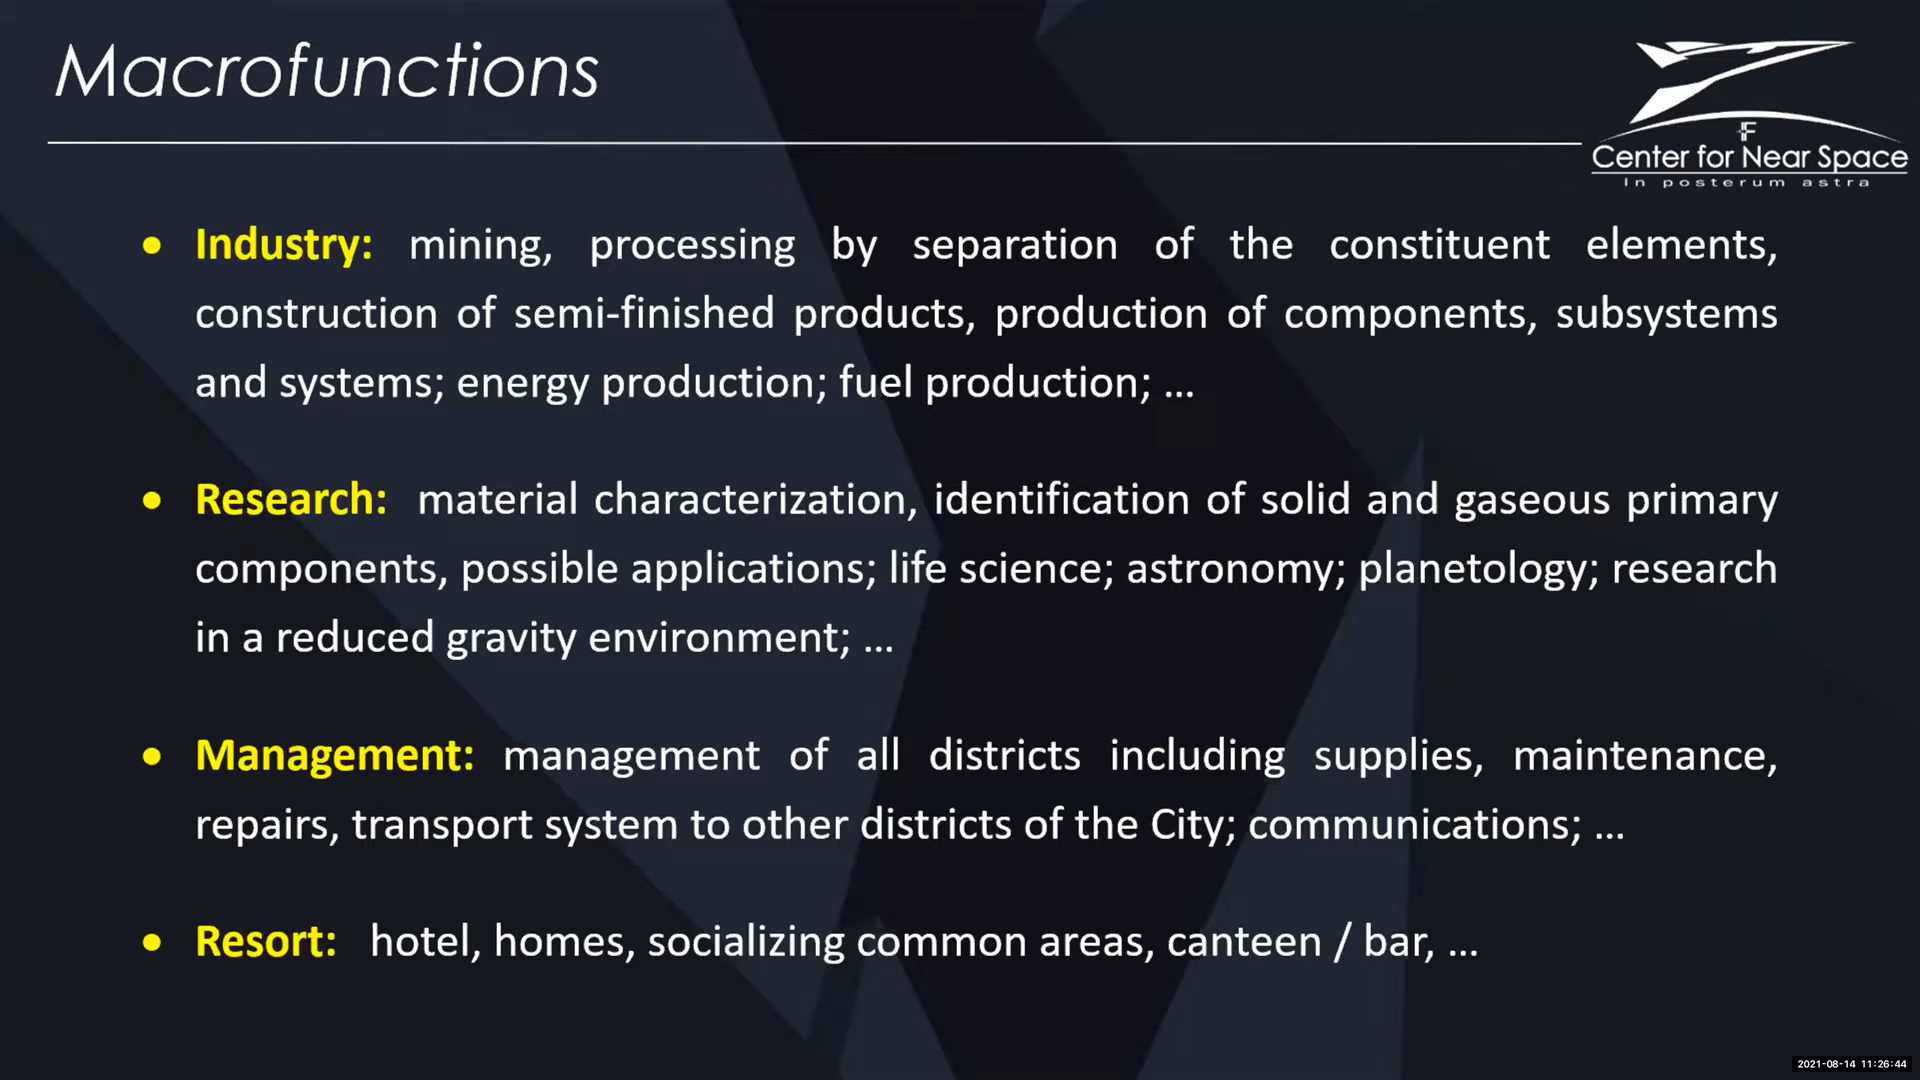 Macrofunctions
F
Center for Near Space
In posterum astra
• Industry: mining, processing by separation of the constituent elements,
construction of semi-finished products, production of components, subsystems
and systems; energy production; fuel production; ...
• Research: material characterization, identification of solid and gaseous primary
components, possible applications; life science; astronomy; planetology; research
in a reduced gravity environment; ...
• Management: management of all districts including supplies, maintenance,
repairs, transport system to other districts of the City; communications; ...
• Resort: hotel, homes, socializing common areas, canteen / bar, ...
2021-08-14 11:26:44